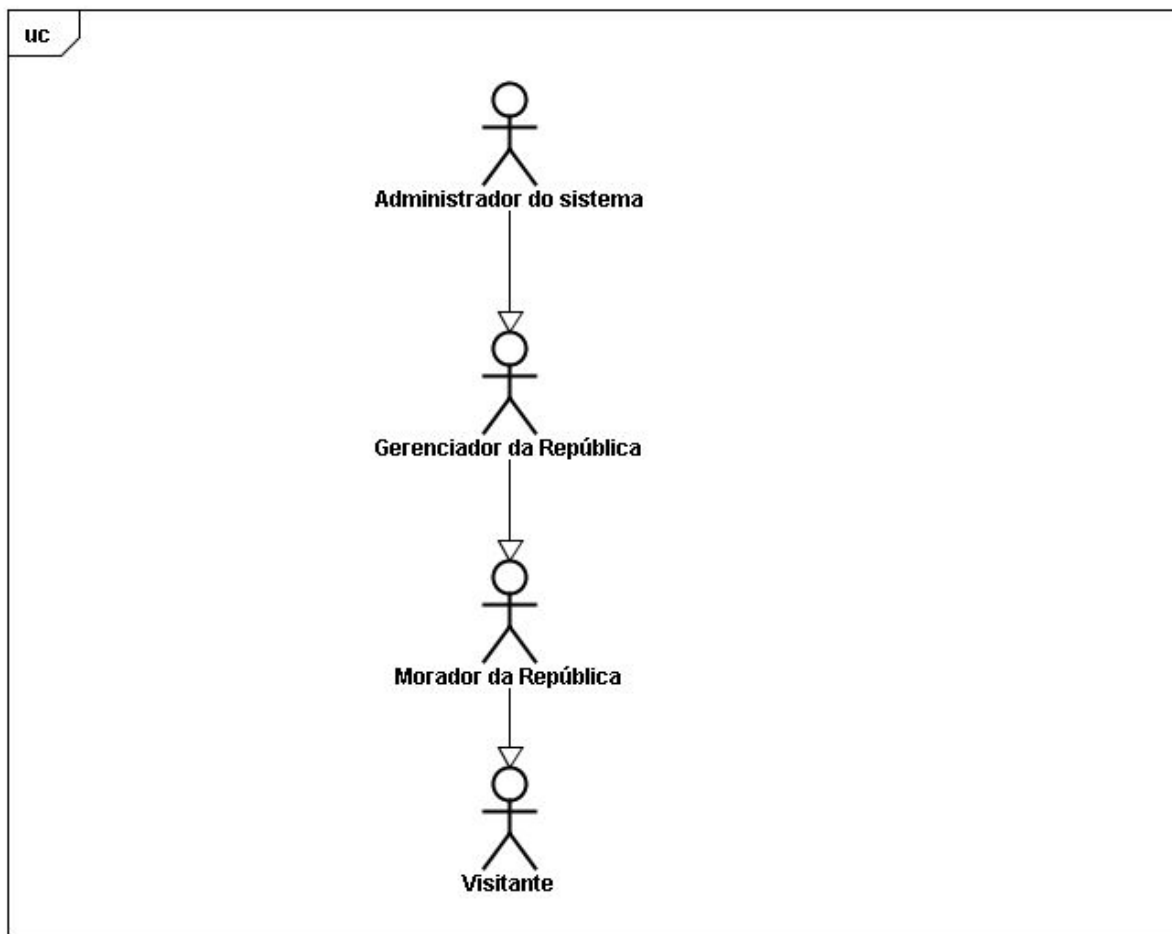 uc
Administrador do sistema
Gerenciador da República
Morador da República
Visitante